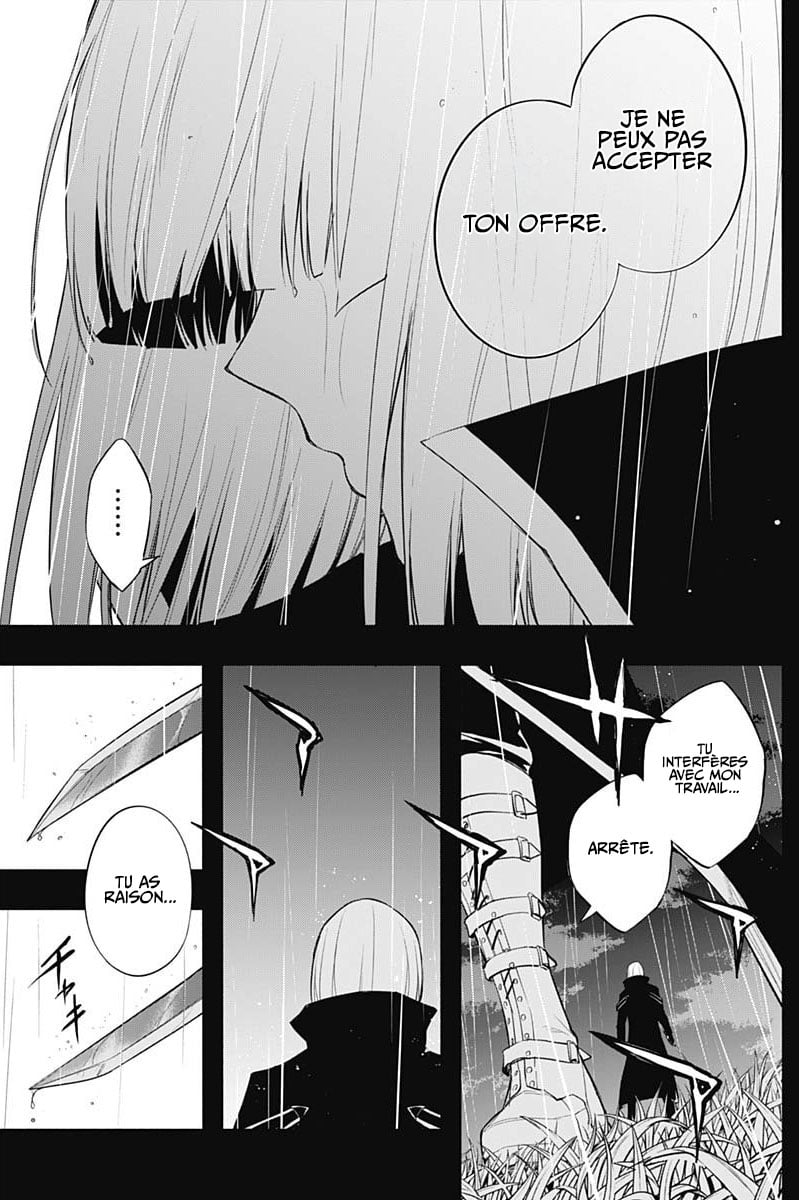 JE NE
PEUX PAS
ACCEPTER
TON OFFRE.
......
TU
INTERFÈRES
AVEC MON
TRAVAIL...
ARRÊTE.
TU AS
RAISON...
チャキ